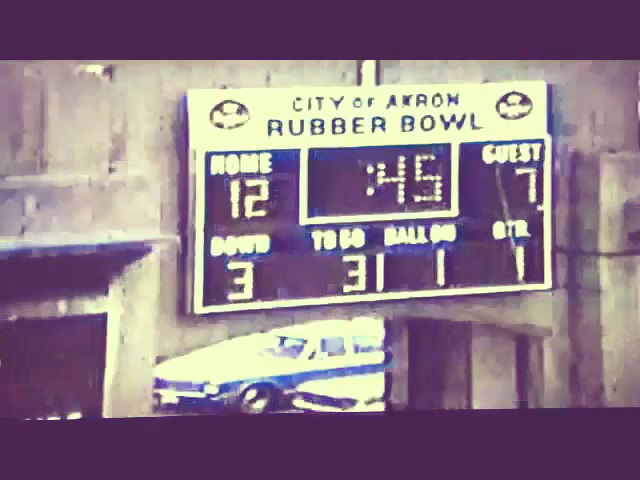 CITY OF AKRON
RUBBER BOWL
HOME :45 GUEST
12 7
DOWN TO GO BALL ON QTR.
3 31 1 1